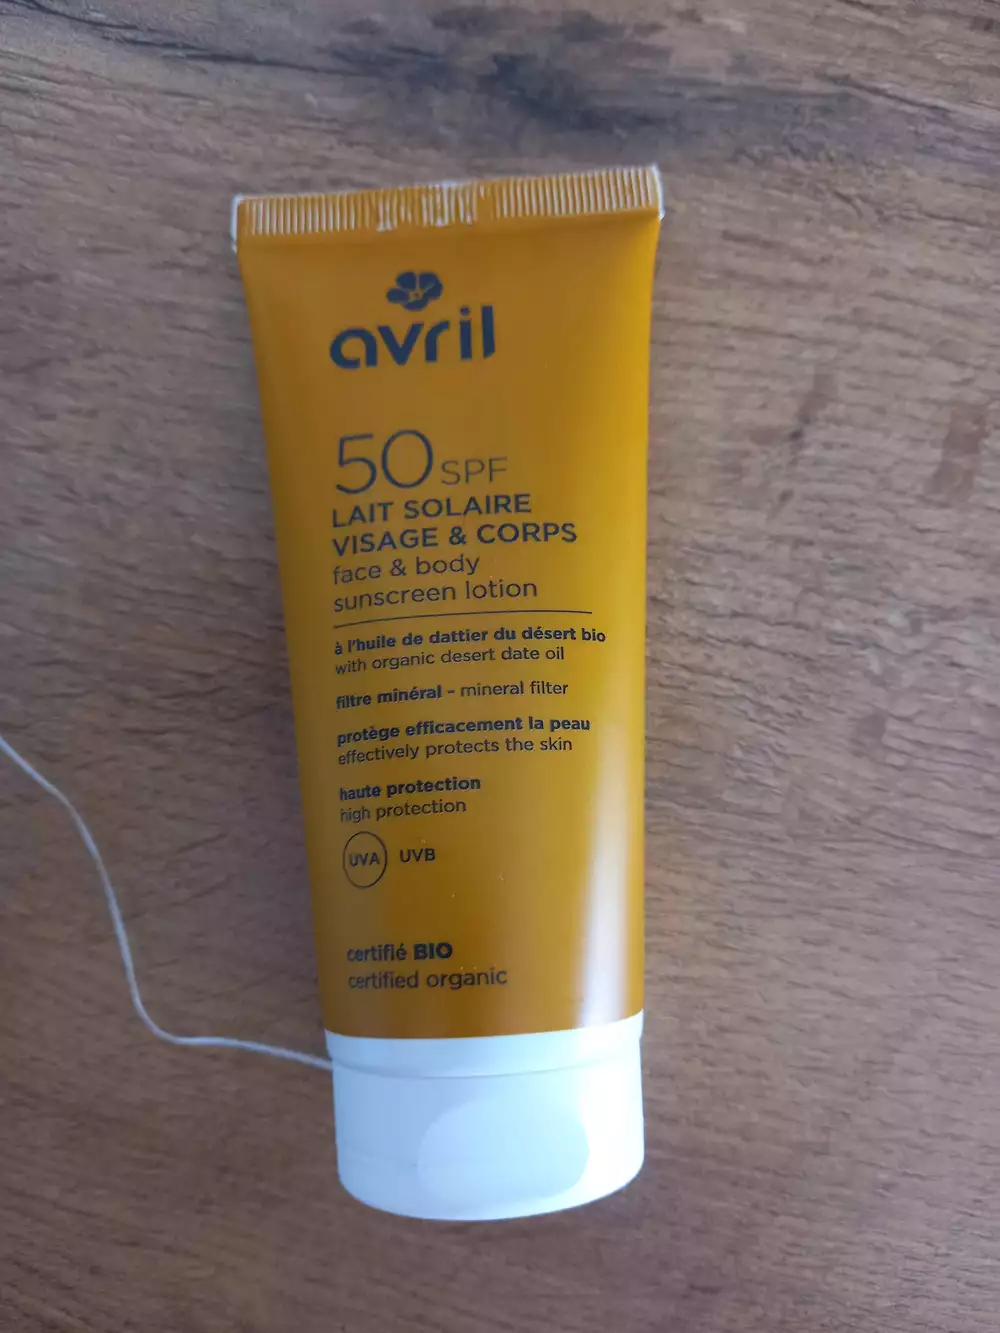 avril
50 SPF
LAIT SOLAIRE
VISAGE & CORPS
face & body
sunscreen lotion
à l'huile de dattier du désert bio
with organic desert date oil
filtre minéral - mineral filter
protège efficacement la peau
effectively protects the skin
haute protection
high protection
UVA UVB
certifié BIO
certified organic